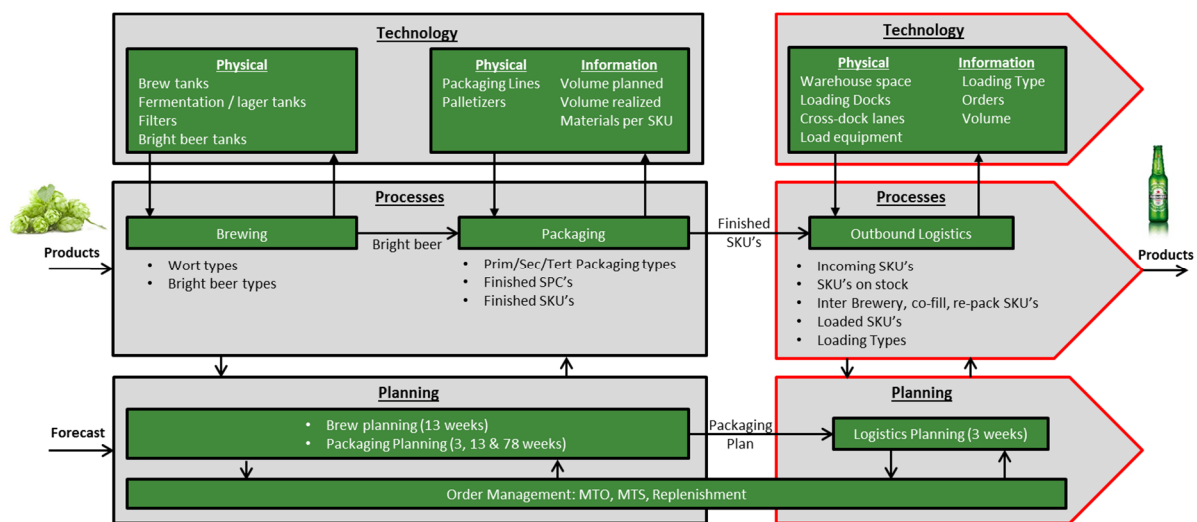 Technology
Physical
Brew tanks
Fermentation / lager tanks
Filters
Bright beer tanks
Physical
Packaging Lines
Palletizers
Information
Volume planned
Volume realized
Materials per SKU
Technology
Physical
Warehouse space
Loading Docks
Cross-dock lanes
Load equipment
Information
Loading Type
Orders
Volume
Products
Processes
Brewing
• Wort types
• Bright beer types
Bright beer
Packaging
• Prim/Sec/Tert Packaging types
• Finished SPC's
• Finished SKU's
Finished
SKU's
Processes
Outbound Logistics
• Incoming SKU's
• SKU's on stock
• Inter Brewery, co-fill, re-pack SKU's
• Loaded SKU's
• Loading Types
Products
Forecast
Planning
• Brew planning (13 weeks)
• Packaging Planning (3, 13 & 78 weeks)
Packaging
Plan
Planning
Logistics Planning (3 weeks)
Order Management: MTO, MTS, Replenishment